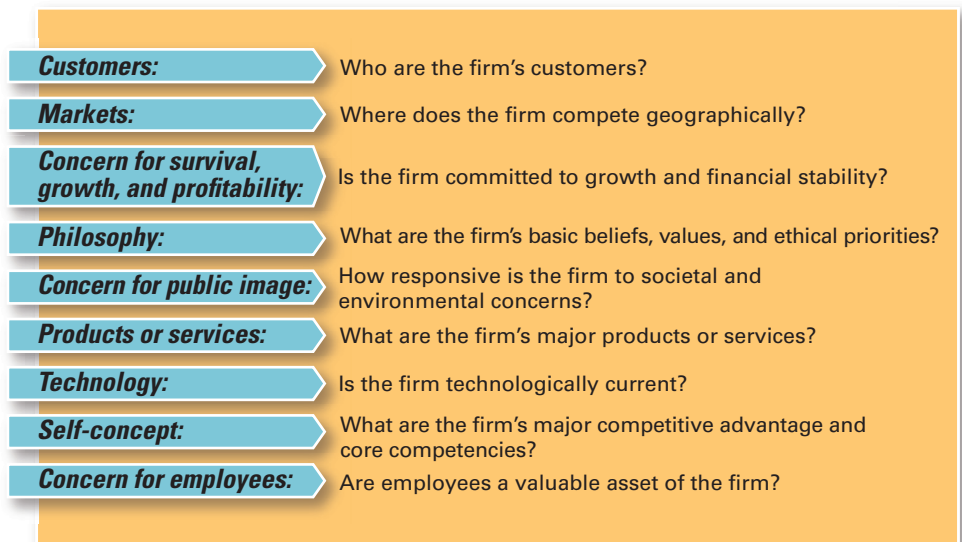 Customers: Who are the firm’s customers?
Markets: Where does the firm compete geographically?
Concern for survival,
growth, and profitability: Is the firm committed to growth and financial stability?
Philosophy: What are the firm’s basic beliefs, values, and ethical priorities?
Concern for public image: How responsive is the firm to societal and
environmental concerns?
Products or services: What are the firm’s major products or services?
Technology: Is the firm technologically current?
Self-concept: What are the firm’s major competitive advantage and
core competencies?
Concern for employees: Are employees a valuable asset of the firm?